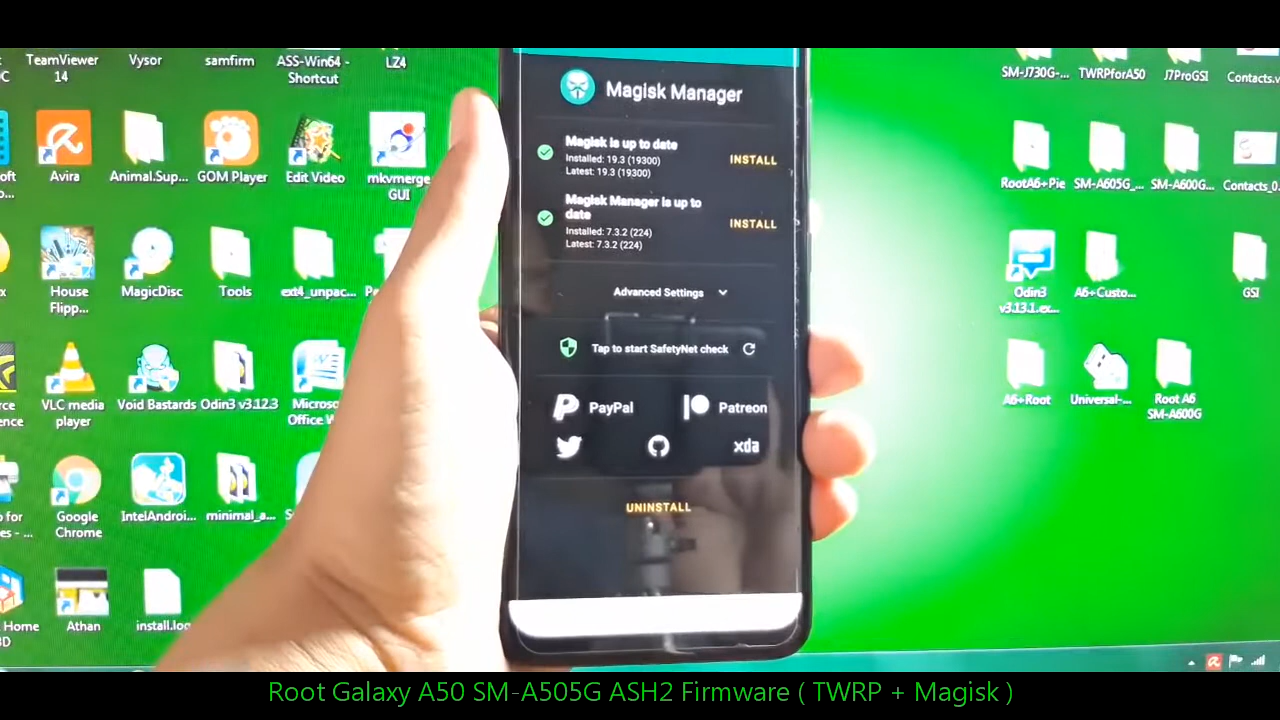 TeamViewer
14
Vysor
samfirm
ASS-Win64 -
Shortcut
LZ4
Avira
Animal.Sup...
GOM Player
Edit Video
mkvmerge
GUI
House
Flipp...
MagicDisc
Tools
ext4_unpac...
VLC media
player
Void Bastards
Odin3 v3.12.3
Google
Chrome
IntelAndroi...
minimal_a...
Home
Athan
install.log
Magisk Manager
Magisk is up to date
Installed: 19.3 (19300)
Latest: 19.3 (19300)
INSTALL
Magisk Manager is up to
date
Installed: 7.3.2 (224)
Latest: 7.3.2 (224)
INSTALL
Advanced Settings
Tap to start SafetyNet check
PayPal
Patreon
xda
UNINSTALL
SM-J730G-...
TWRPforA50
J7ProGSI
RootA6+Pie
SM-A605G_...
SM-A600G...
Odin3
v3.13.1.ex...
A6+Custo...
GSI
A6+Root
Universal-...
Root A6
SM-A600G
Root Galaxy A50 SM-A505G ASH2 Firmware ( TWRP + Magisk )